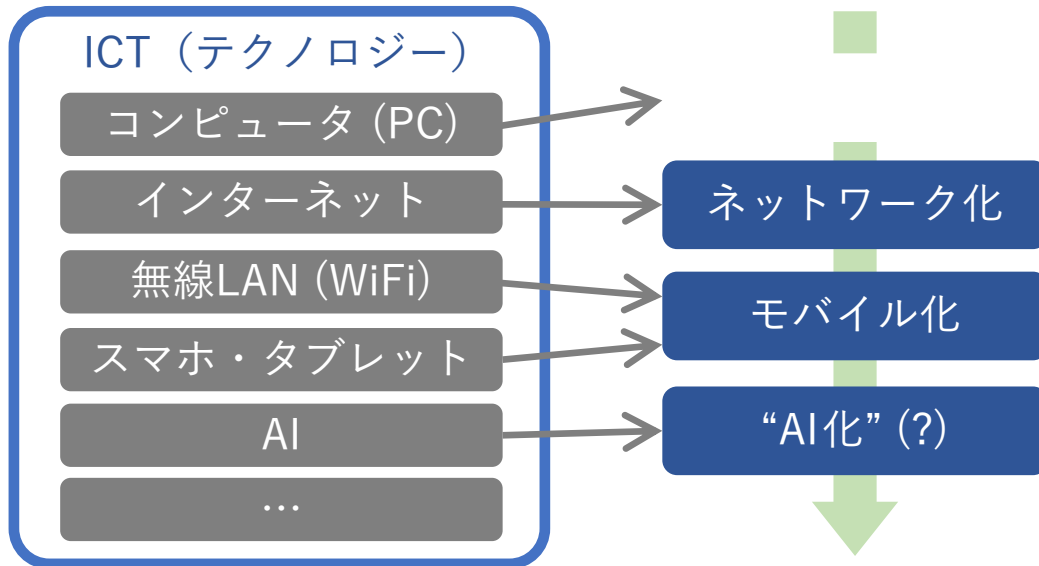 ICT（テクノロジー）
コンピュータ (PC)
インターネット
無線LAN (WiFi)
スマホ・タブレット
AI
…
ネットワーク化
モバイル化
“AI化” (?)